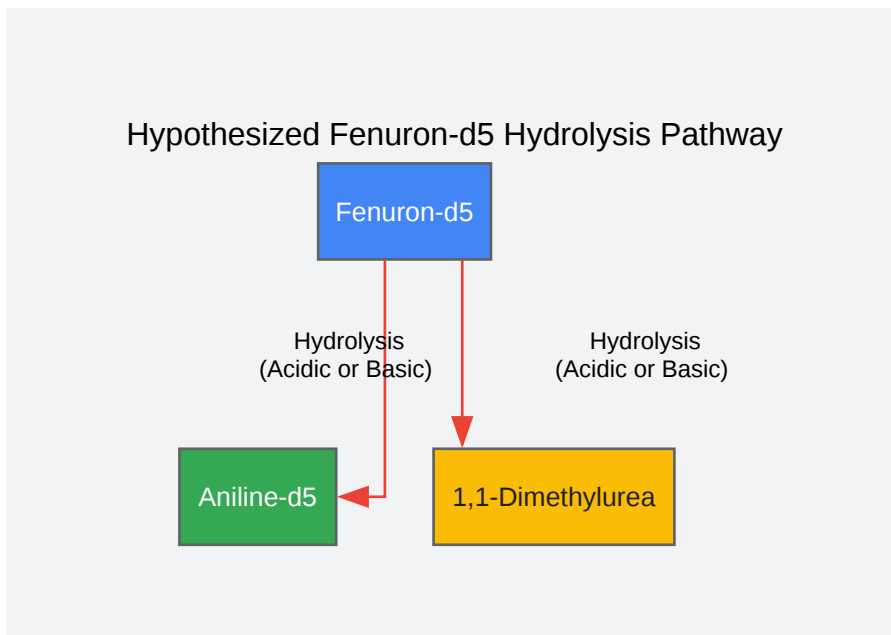 Hypothesized Fenuron-d5 Hydrolysis Pathway
Fenuron-d5
Hydrolysis
(Acidic or Basic)
Hydrolysis
(Acidic or Basic)
Aniline-d5
1,1-Dimethylurea